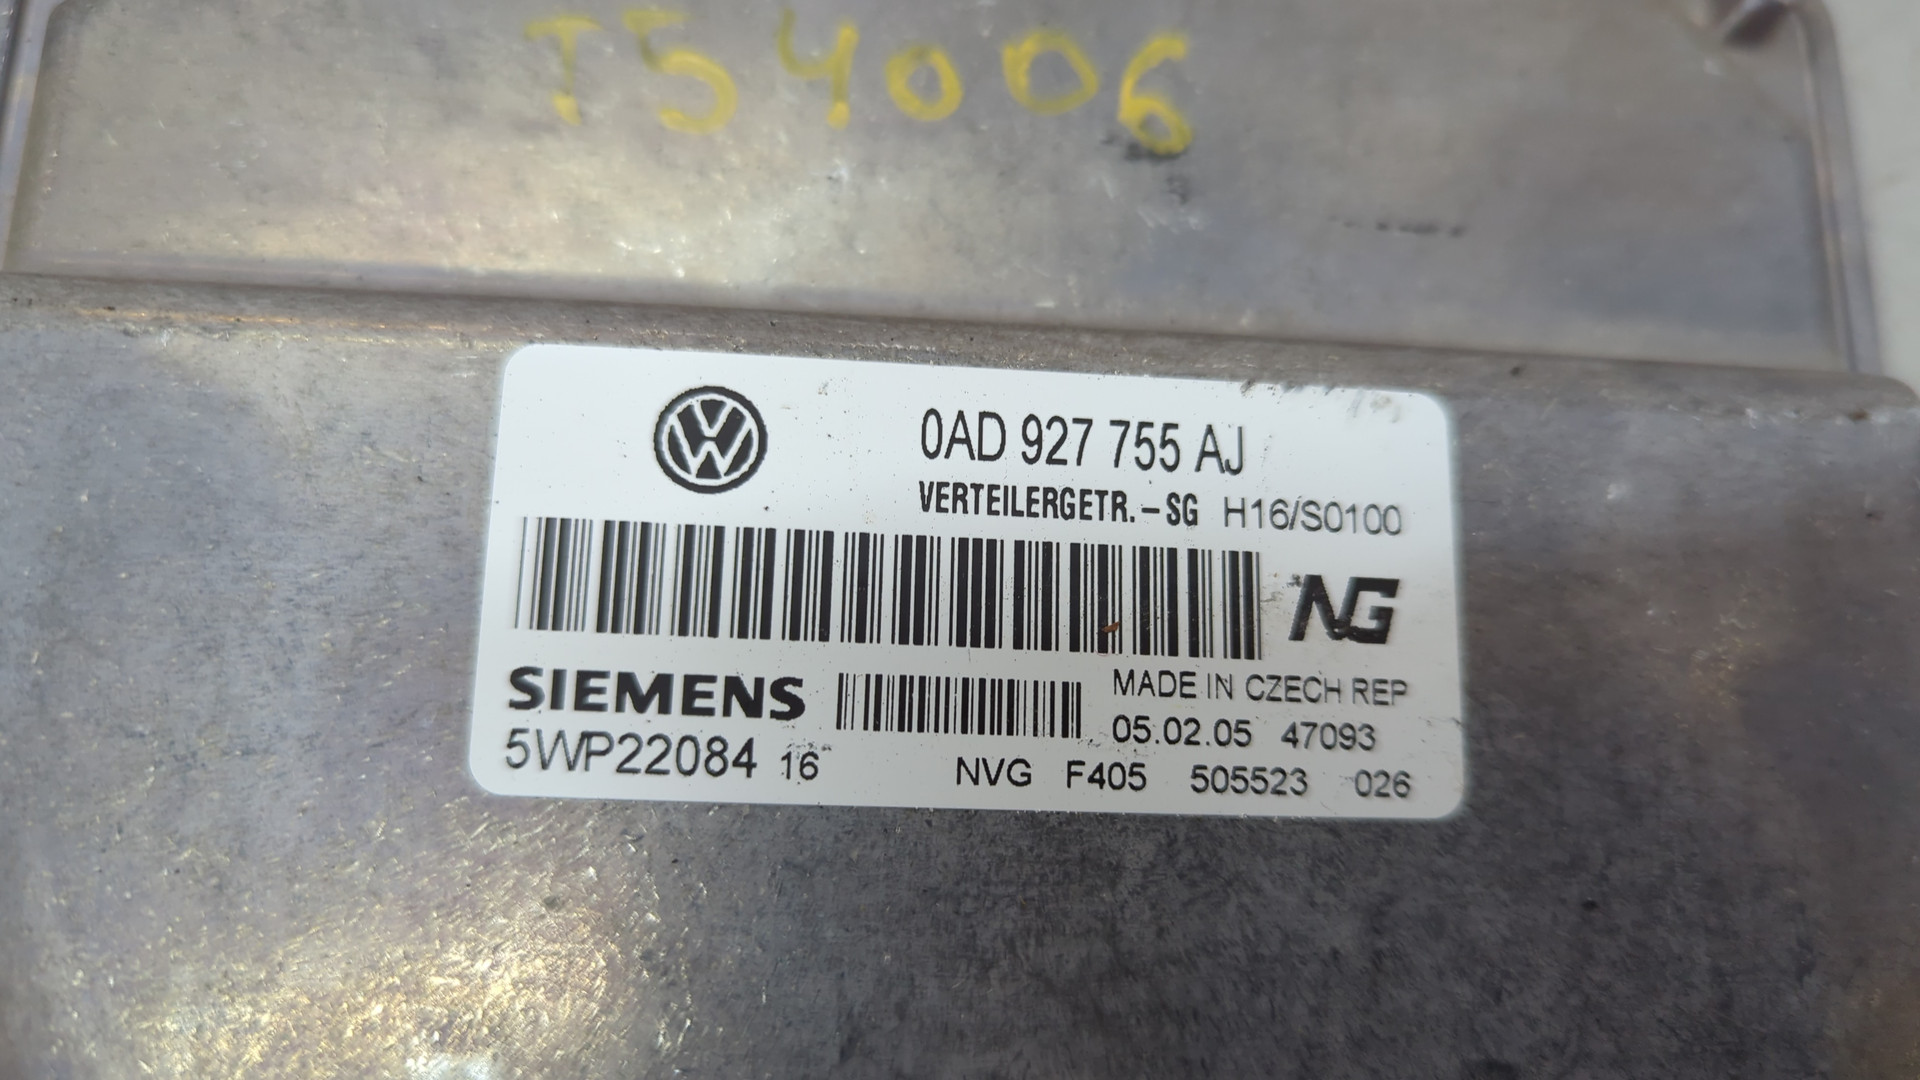 T54006
0AD 927 755 AJ
VERTEILERGETR.-SG H16/S0100
NG
SIEMENS
MADE IN CZECH REP
05.02.05 47093
5WP22084 16
NVG F405 505523 026